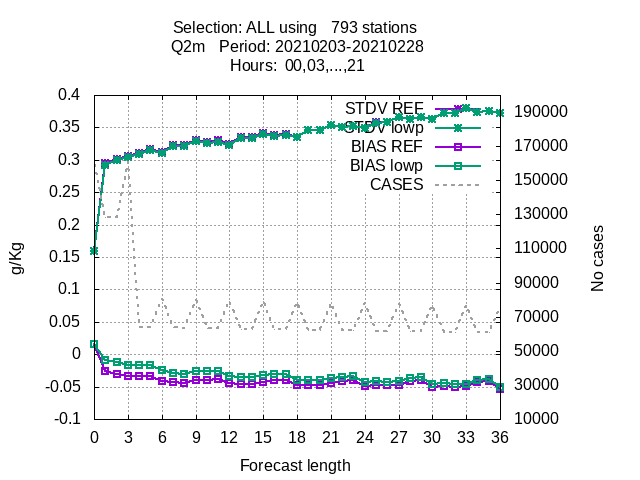 Selection: ALL using   793 stations
Q2m   Period: 20210203-20210228
Hours: 00,03,...,21
STDV REF
STDV lowp
BIAS REF
BIAS lowp
CASES
0.4
0.35
0.3
0.25
0.2
0.15
0.1
0.05
0
-0.05
-0.1
g/Kg
190000
170000
150000
130000
110000
90000
70000
50000
30000
10000
No cases
0 3 6 9 12 15 18 21 24 27 30 33 36
Forecast length